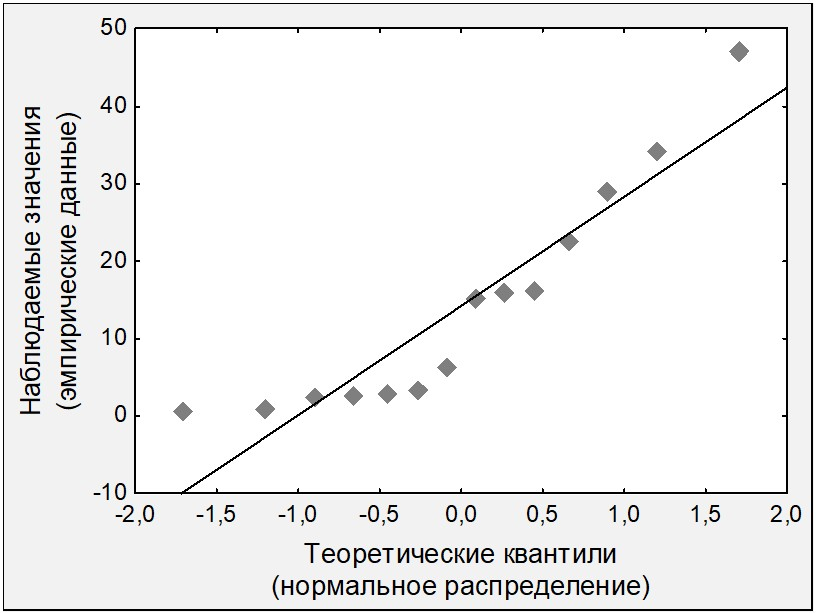 50
40
30
20
10
0
-10
-2,0 -1,5 -1,0 -0,5 0,0 0,5 1,0 1,5 2,0
Наблюдаемые значения
(эмпирические данные)
Теоретические квантили
(нормальное распределение)